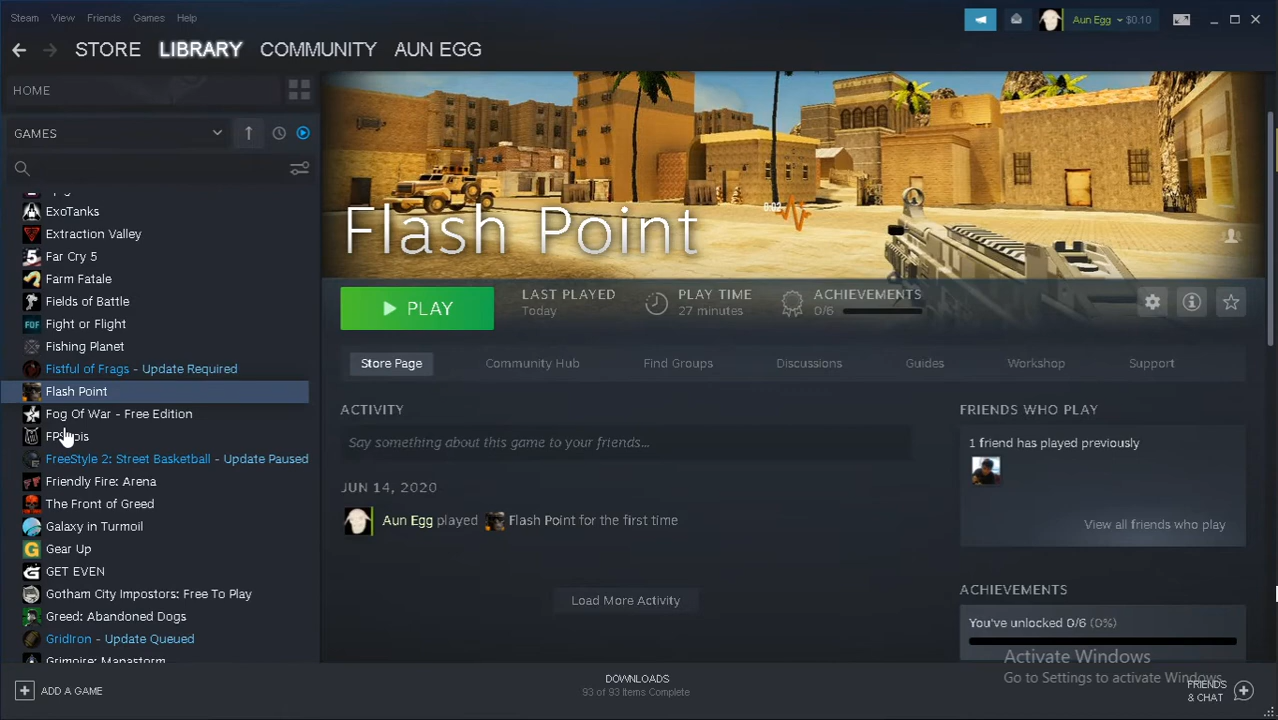 Steam View Friends Games Help
Aun Egg $0.10
STORE LIBRARY COMMUNITY AUN EGG
HOME
GAMES
ExoTanks
Extraction Valley
Far Cry 5
Farm Fatale
Fields of Battle
Fight or Flight
Fishing Planet
Fistful of Frags - Update Required
Flash Point
Fog Of War - Free Edition
FreeStyle 2: Street Basketball - Update Paused
Friendly Fire: Arena
The Front of Greed
Galaxy in Turmoil
Gear Up
GET EVEN
Gotham City Impostors: Free To Play
Greed: Abandoned Dogs
GridIron - Update Queued
Grimoire: Manastorm
ADD A GAME
Flash Point
PLAY
LAST PLAYED
Today
PLAY TIME
27 minutes
ACHIEVEMENTS
0/6
Store Page Community Hub Find Groups Discussions Guides Workshop Support
ACTIVITY
Say something about this game to your friends...
JUN 14, 2020
Aun Egg played Flash Point for the first time
Load More Activity
FRIENDS WHO PLAY
1 friend has played previously
View all friends who play
ACHIEVEMENTS
You've unlocked 0/6 (0%)
Activate Windows
Go to Settings to activate Windows.
DOWNLOADS
93 of 93 Items Complete
FRIENDS
& CHAT